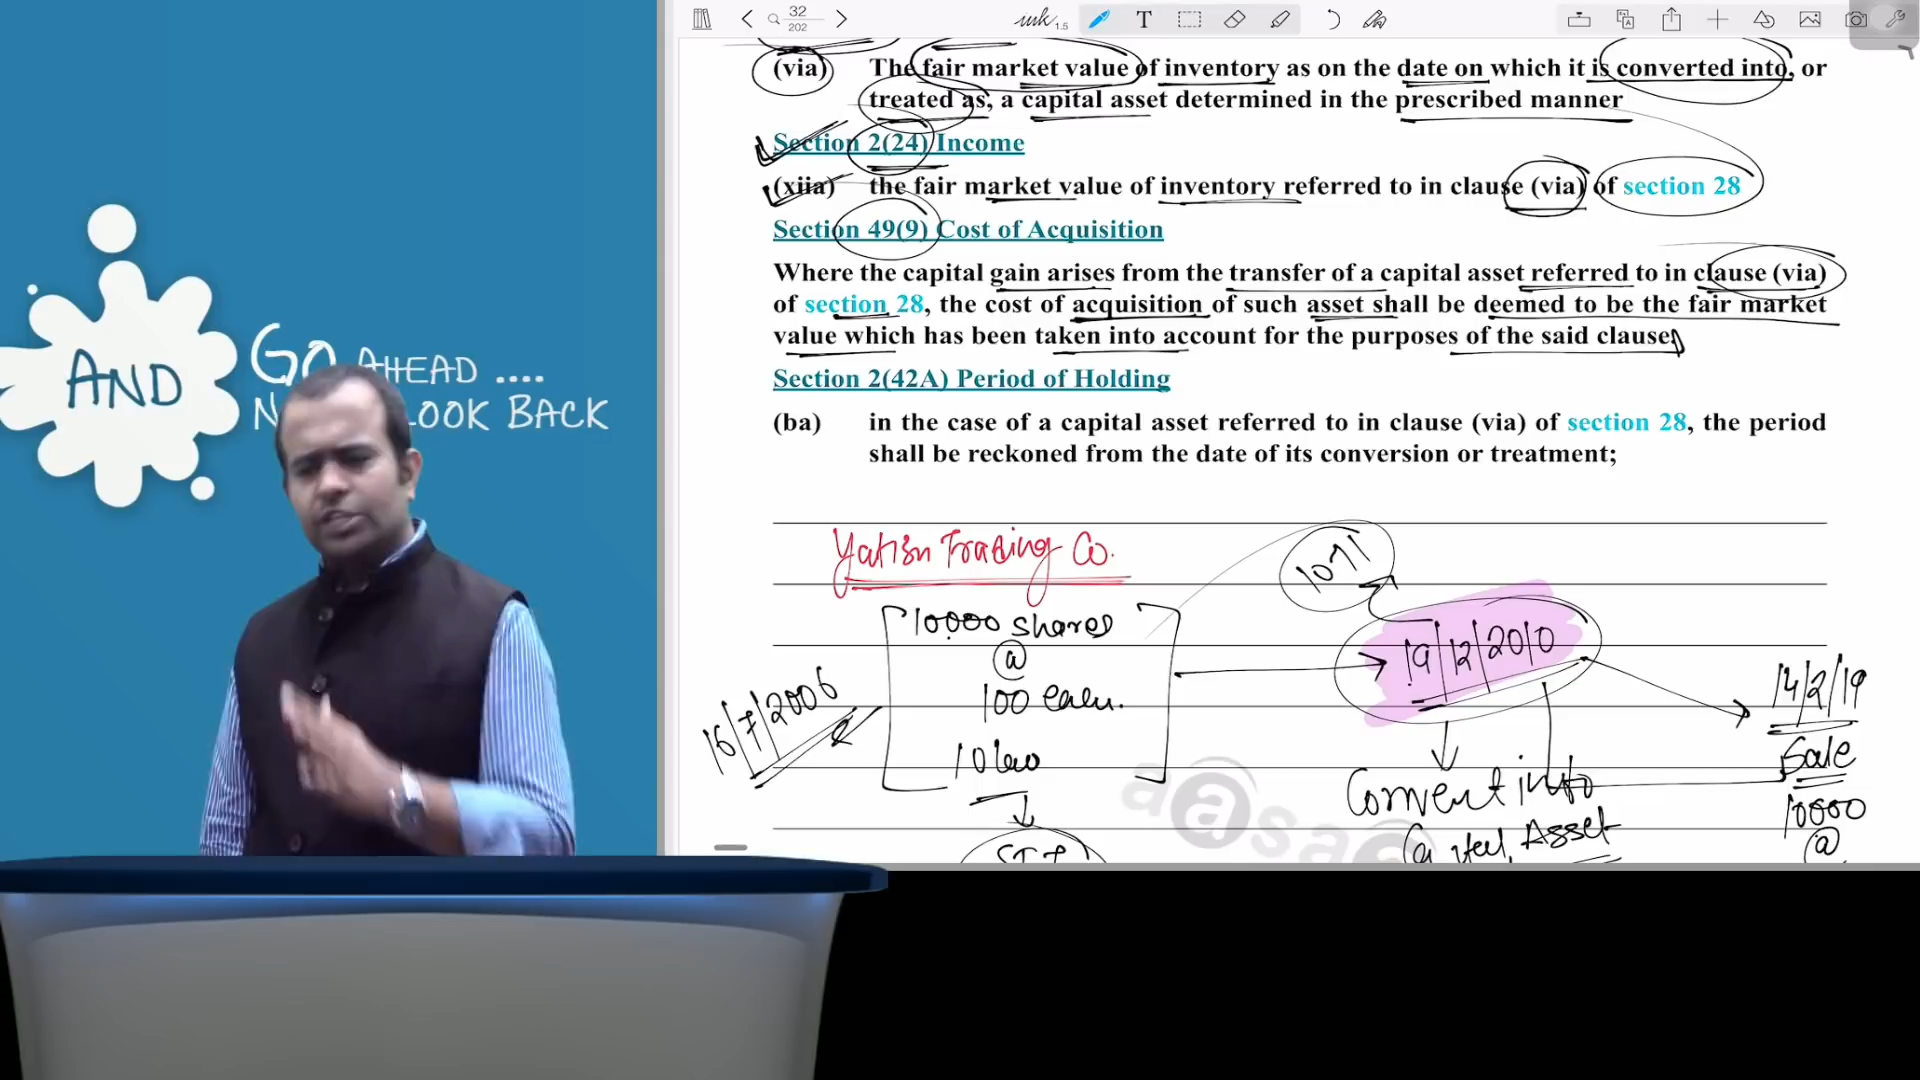 32
202
ink 1.5
T
(via) The fair market value of inventory as on the date on which it is converted into, or
treated as, a capital asset determined in the prescribed manner
Section 2(24) Income
(xiia) the fair market value of inventory referred to in clause (via) of section 28
Section 49(9) Cost of Acquisition
Where the capital gain arises from the transfer of a capital asset referred to in clause (via)
of section 28, the cost of acquisition of such asset shall be deemed to be the fair market
value which has been taken into account for the purposes of the said clause
Section 2(42A) Period of Holding
(ba) in the case of a capital asset referred to in clause (via) of section 28, the period
shall be reckoned from the date of its conversion or treatment;
AND
GO AHEAD ....
LOOK BACK
Yatish Trading Co.
1071
10000 shares
@
100 each.
10 lac
16/7/2006
19/12/2010
14/2/19
Sale
10000
@
Convert into
Asset